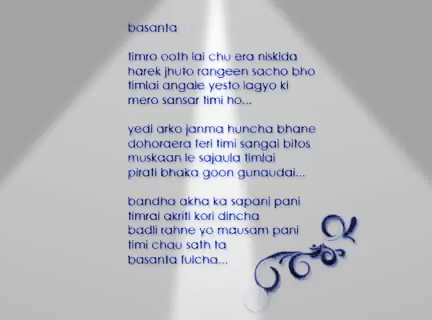 basanta
timro ooth lai chu era niskida
harek jhuto rangeen sacho bho
timlai angale yesto lagyo ki
mero sansar timi ho...
yedi arko janma huncha bhane
dohoraera feri timi sangai bitos
muskaan le sajaula timlai
pirati bhaka goon gunaudai...
bandha akha ka sapani pani
timrai akriti kori dincha
badli rahne yo mausam pani
timi chau sath ta
basanta fulcha...